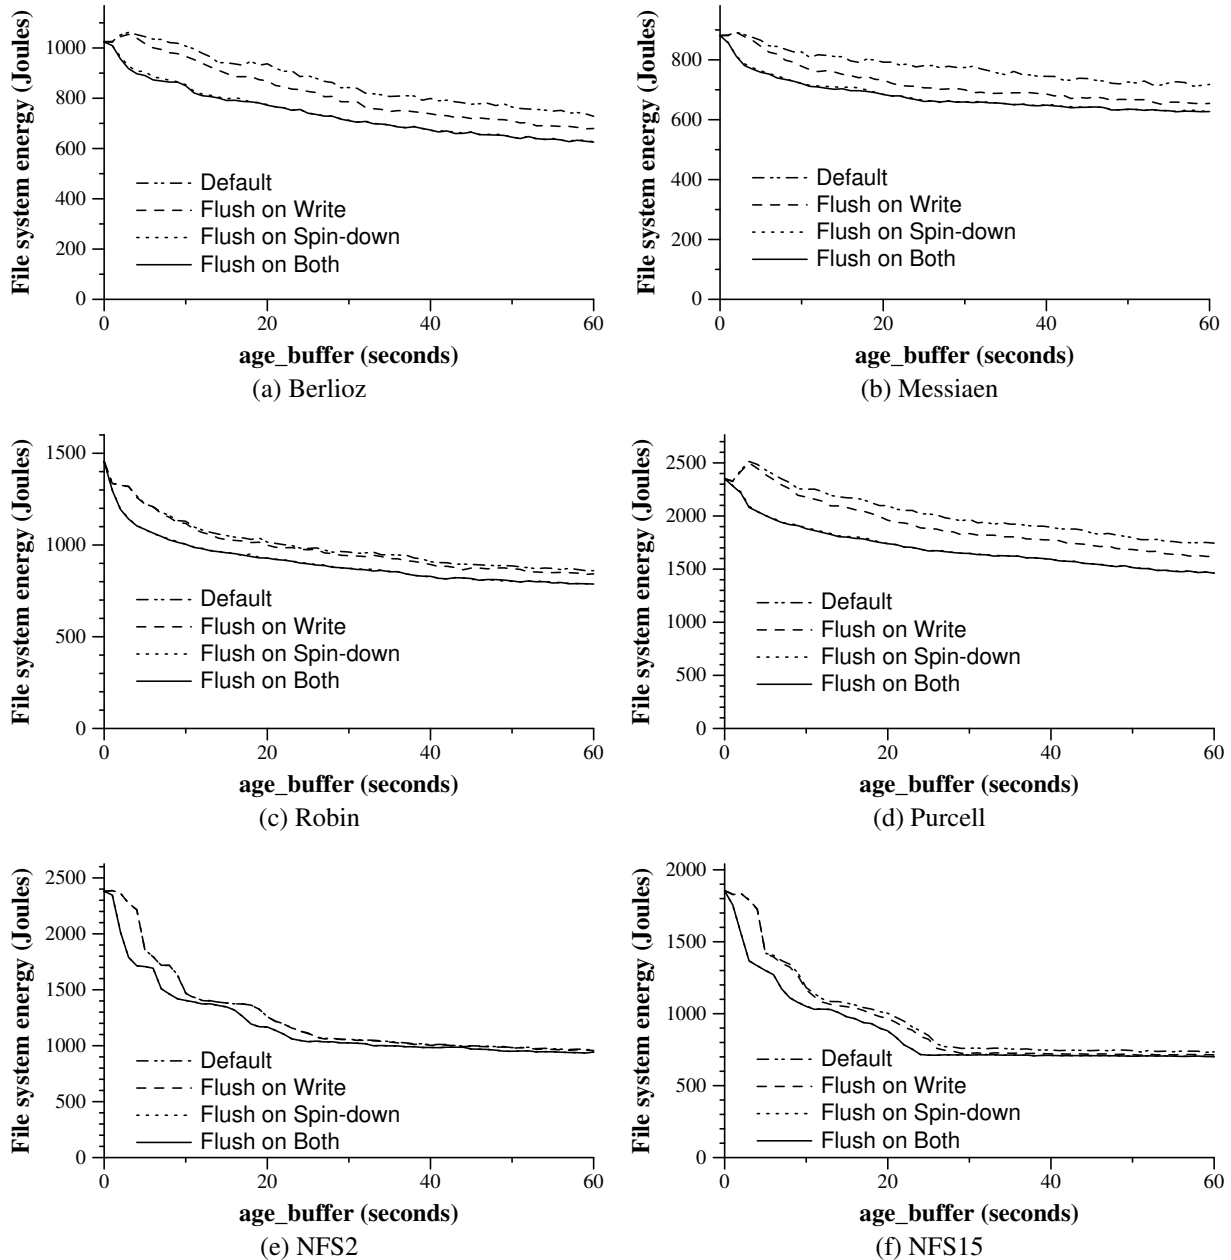 File system energy (Joules)
1000
800
600
400
200
0
Default
Flush on Write
Flush on Spin-down
Flush on Both
0
20
40
60
age_buffer (seconds)
(a) Berlioz
File system energy (Joules)
800
600
400
200
0
Default
Flush on Write
Flush on Spin-down
Flush on Both
0
20
40
60
age_buffer (seconds)
(b) Messiaen
File system energy (Joules)
1500
1000
500
0
Default
Flush on Write
Flush on Spin-down
Flush on Both
0
20
40
60
age_buffer (seconds)
(c) Robin
File system energy (Joules)
2500
2000
1500
1000
500
0
Default
Flush on Write
Flush on Spin-down
Flush on Both
0
20
40
60
age_buffer (seconds)
(d) Purcell
File system energy (Joules)
2500
2000
1500
1000
500
0
Default
Flush on Write
Flush on Spin-down
Flush on Both
0
20
40
60
age_buffer (seconds)
(e) NFS2
File system energy (Joules)
2000
1500
1000
500
0
Default
Flush on Write
Flush on Spin-down
Flush on Both
0
20
40
60
age_buffer (seconds)
(f) NFS15